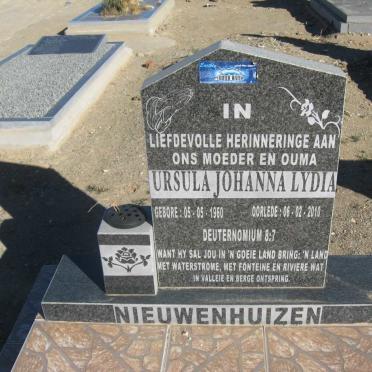 IN
LIEFDEVOLLE HERINNERINGE AAN
ONS MOEDER EN OUMA
URSULA JOHANNA LYDIA
GEBORE : 05 - 05 - 1960 OORLEDE : 06 - 02 - 2010
DEUTERNOMIUM 8:7
WANT HY SAL JOU IN 'N GOEIE LAND BRING: 'N LAND
MET WATERSTROME, MET FONTEINE EN RIVIERE WAT
IN VALLEIE EN BERGE ONTSPRING.
NIEUWENHUIZEN